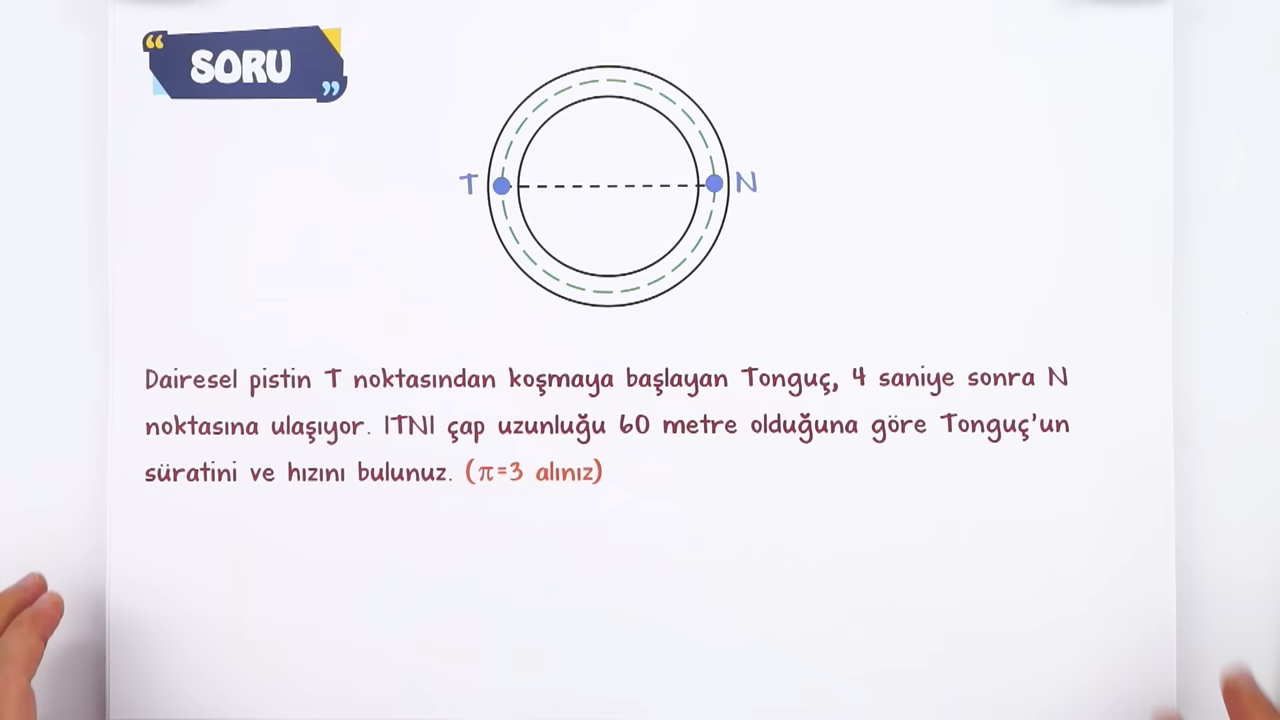 “ SORU ”
T N
Dairesel pistin T noktasından koşmaya başlayan Tonguç, 4 saniye sonra N
noktasına ulaşıyor. |TN| çap uzunluğu 60 metre olduğuna göre Tonguç'un
süratini ve hızını bulunuz. (π=3 alınız)